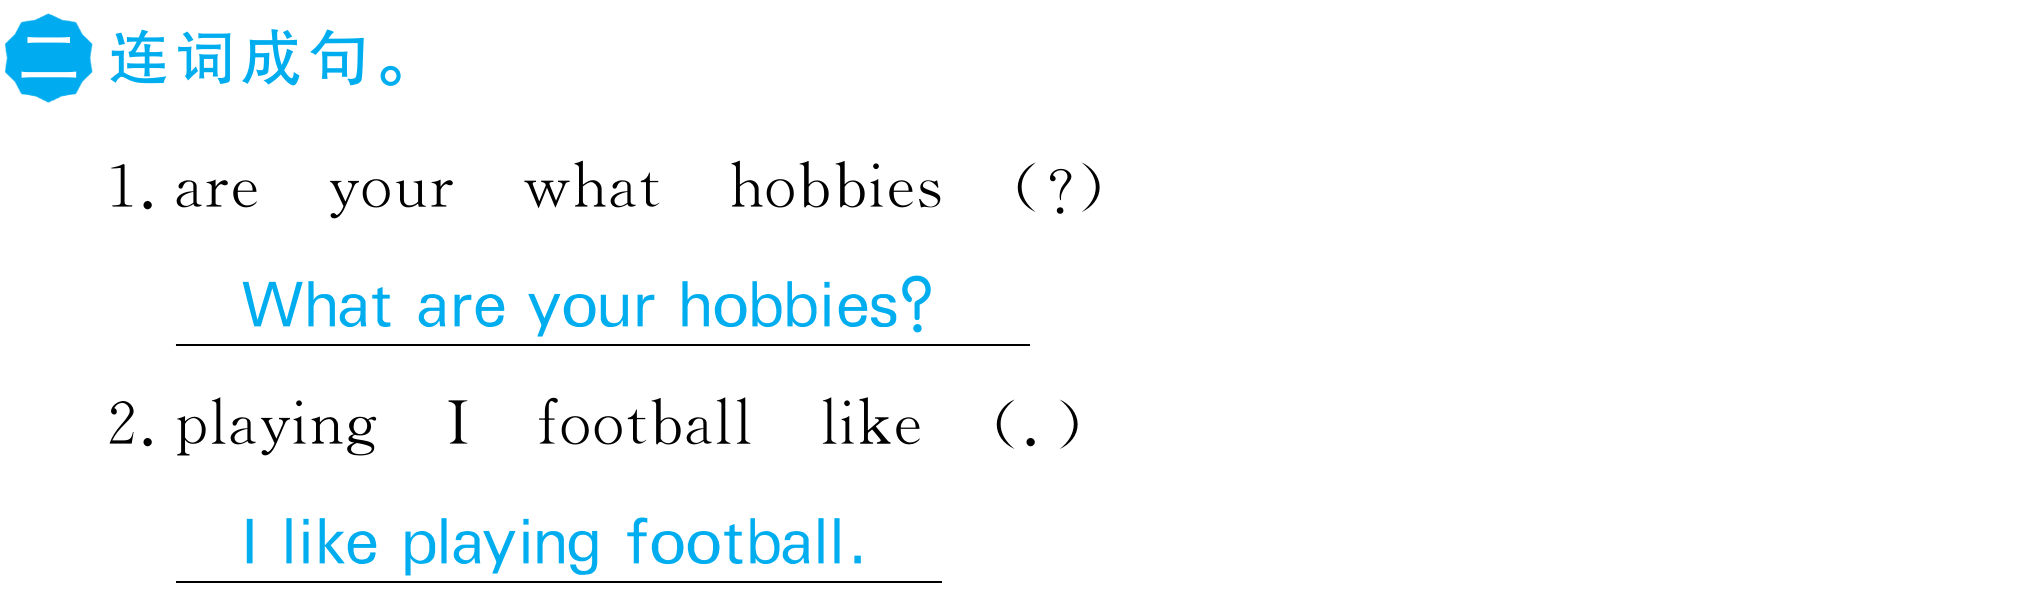 二 连词成句。
1. are your what hobbies (?)
What are your hobbies?
2. playing I football like (.)
I like playing football.